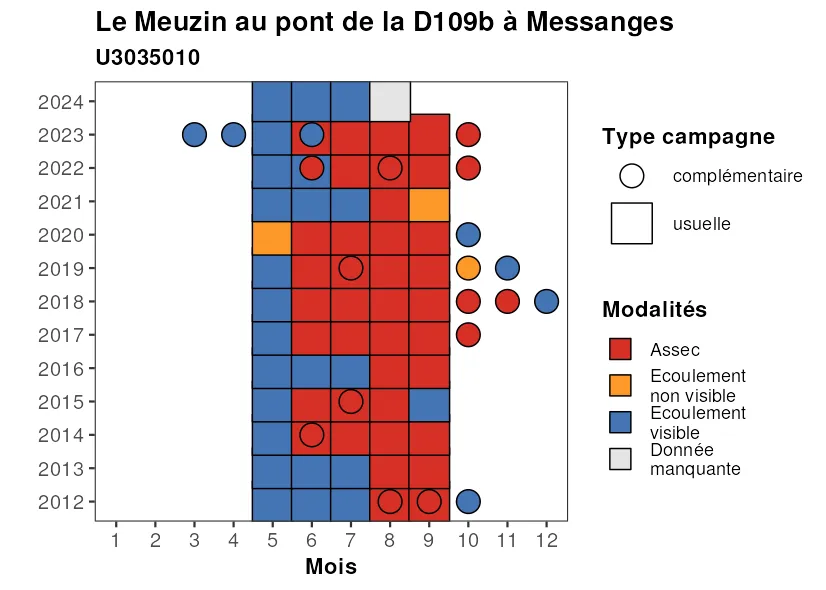 Le Meuzin au pont de la D109b à Messanges
U3035010
2024
2023
2022
2021
2020
2019
2018
2017
2016
2015
2014
2013
2012
1 2 3 4 5 6 7 8 9 10 11 12
Mois
Type campagne
complémentaire
usuelle
Modalités
Assec
Ecoulement
non visible
Ecoulement
visible
Donnée
manquante